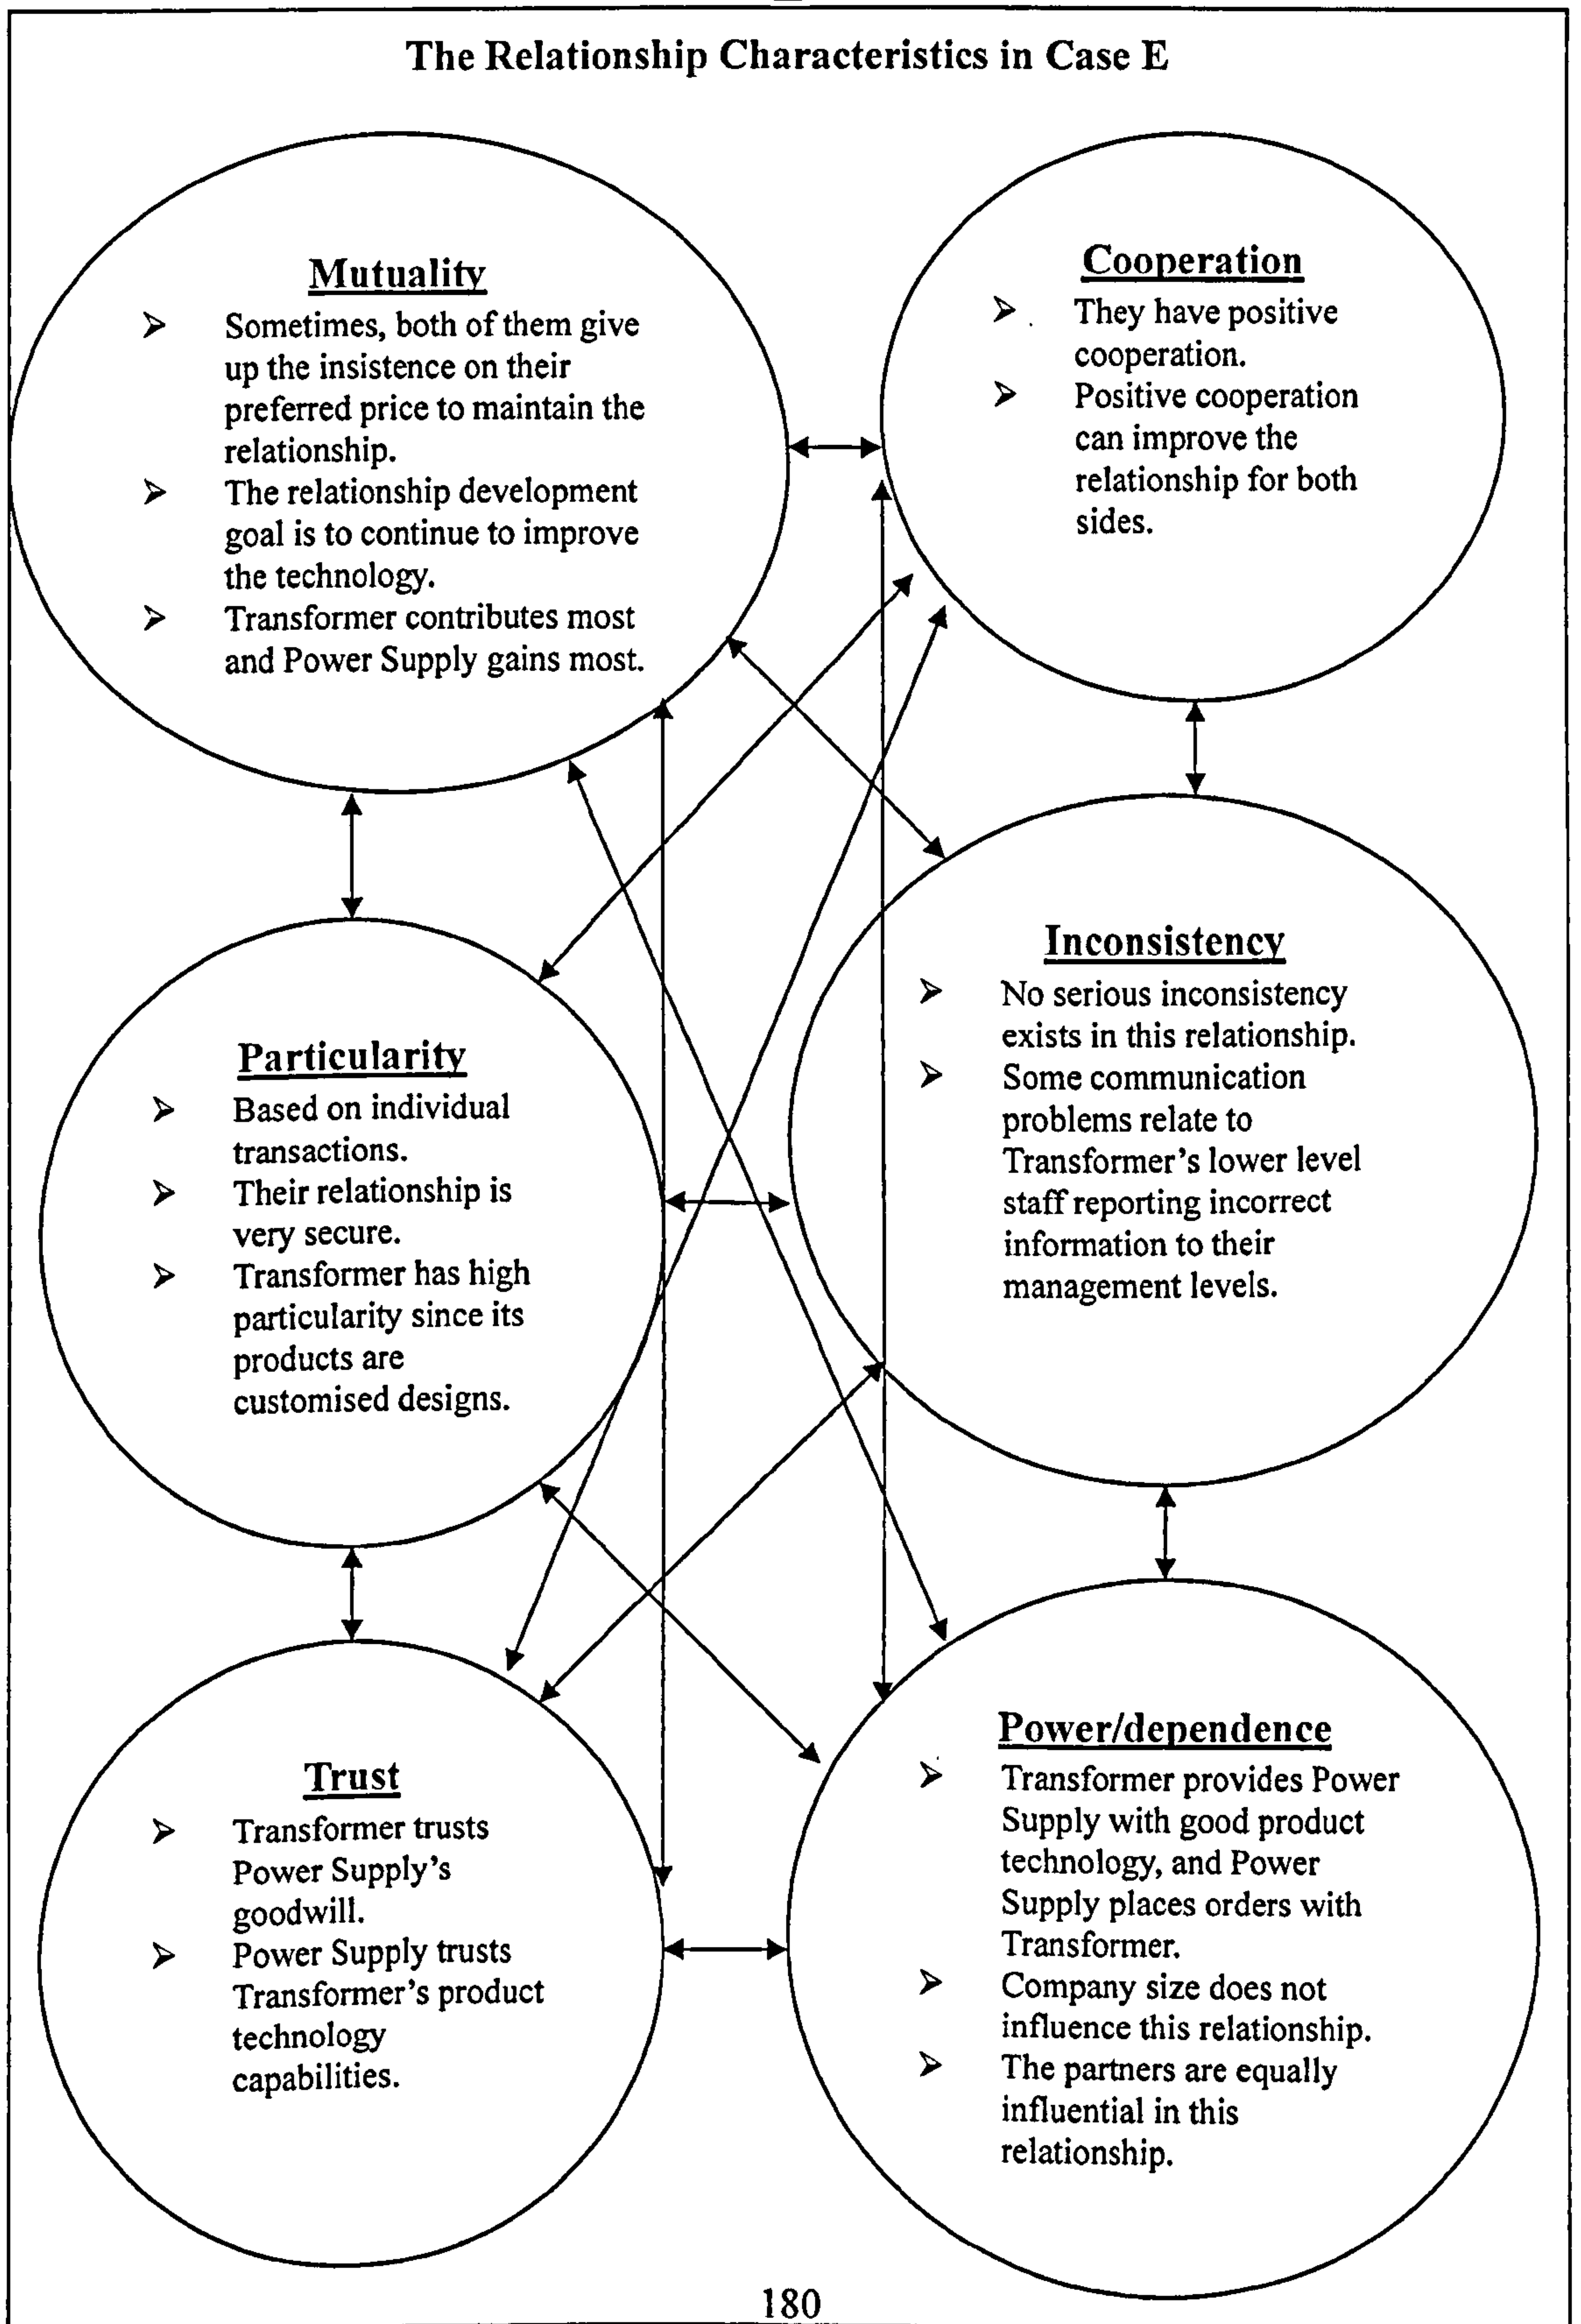 The Relationship Characteristics in Case E
Mutuality
➢ Sometimes, both of them give
up the insistence on their
preferred price to maintain the
relationship.
➢ The relationship development
goal is to continue to improve
the technology.
➢ Transformer contributes most
and Power Supply gains most.
Cooperation
➢ They have positive
cooperation.
➢ Positive cooperation
can improve the
relationship for both
sides.
Particularity
➢ Based on individual
transactions.
➢ Their relationship is
very secure.
➢ Transformer has high
particularity since its
products are
customised designs.
Inconsistency
➢ No serious inconsistency
exists in this relationship.
➢ Some communication
problems relate to
Transformer's lower level
staff reporting incorrect
information to their
management levels.
Trust
➢ Transformer trusts
Power Supply's
goodwill.
➢ Power Supply trusts
Transformer's product
technology
capabilities.
Power/dependence
➢ Transformer provides Power
Supply with good product
technology, and Power
Supply places orders with
Transformer.
➢ Company size does not
influence this relationship.
➢ The partners are equally
influential in this
relationship.
180